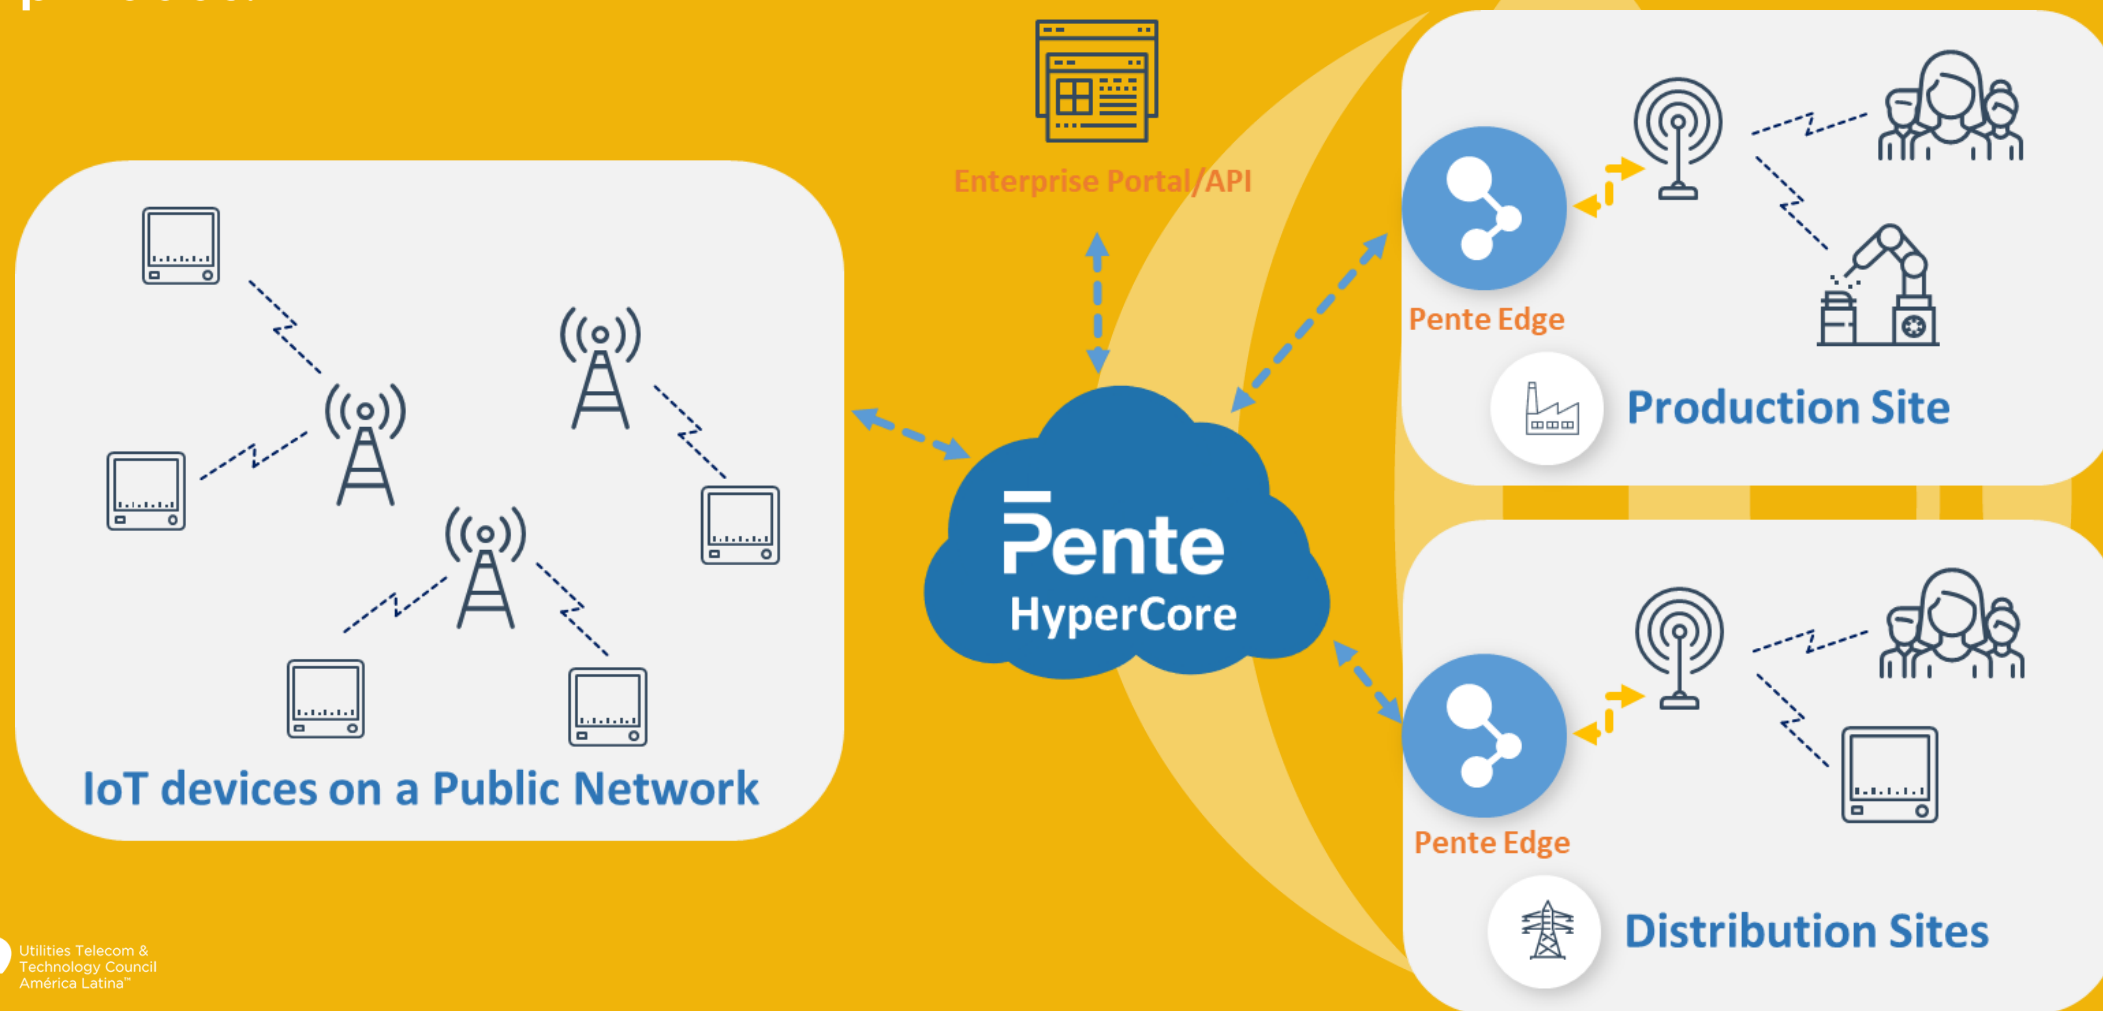 Enterprise Portal/API
Pente Edge
Production Site
Pente
HyperCore
IoT devices on a Public Network
Pente Edge
Distribution Sites
Utilities Telecom &
Technology Council
América Latina™